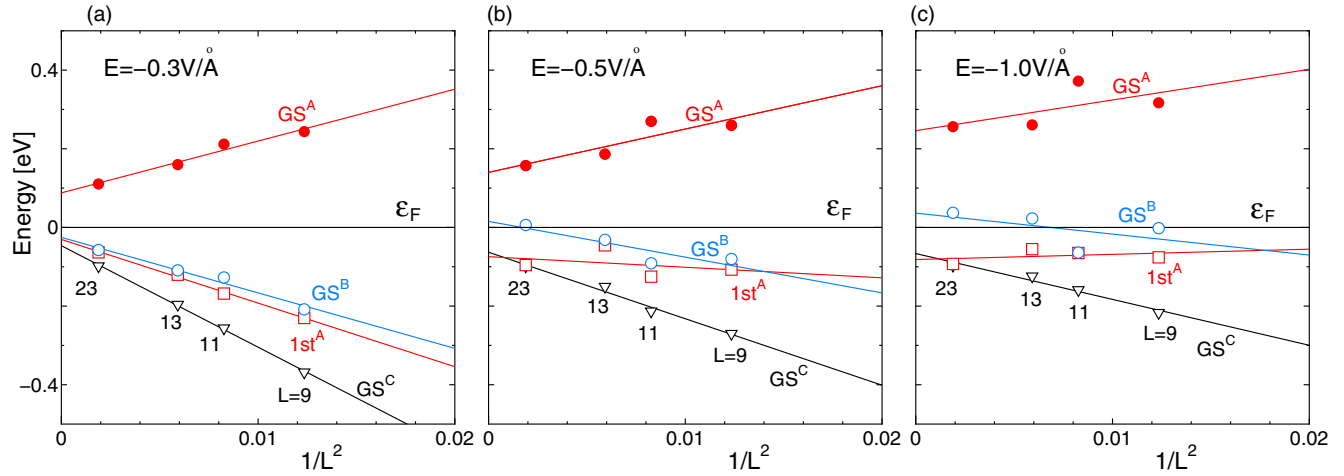 (a)
E=−0.3V/Å
0.4
GS^A
Energy [eV]
ε_F
0
GS^B
23
13
1st^A
11
L=9
GS^C
−0.4
0
0.01
0.02
1/L^2
(b)
E=−0.5V/Å
GS^A
ε_F
GS^B
1st^A
23
13
11
L=9
GS^C
0
0.01
0.02
1/L^2
(c)
E=−1.0V/Å
GS^A
GS^B
ε_F
1st^A
23
13
11
L=9
GS^C
0
0.01
0.02
1/L^2